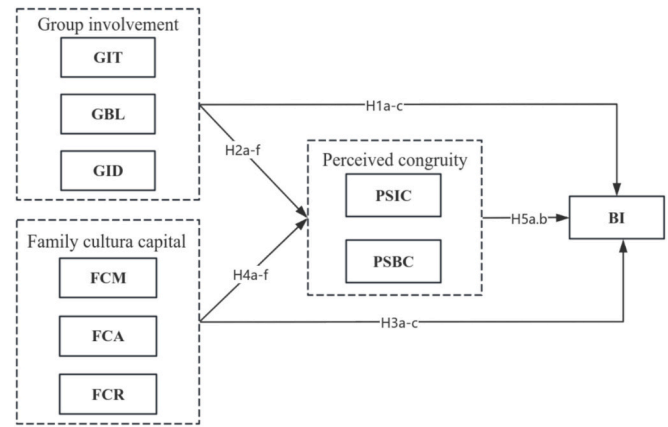 Group involvement
GIT
GBL
GID
H1a-c
H2a-f
Perceived congruity
PSIC
PSBC
H5a.b
BI
Family cultura capital
FCM
FCA
FCR
H4a-f
H3a-c